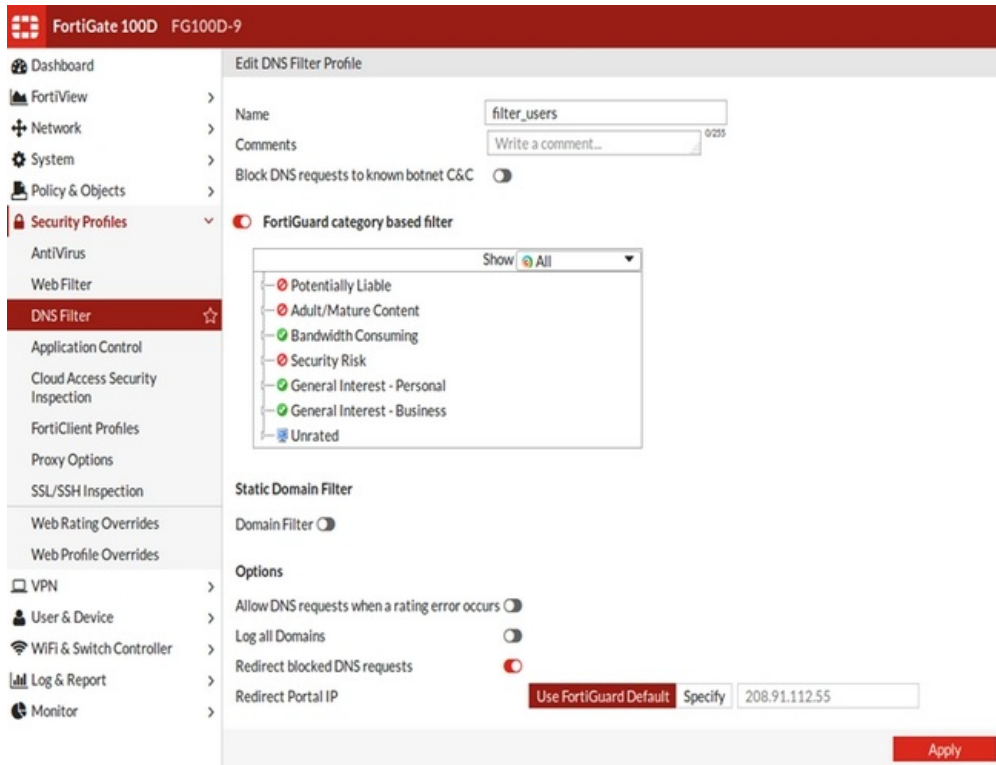 FortiGate 100D FG100D-9
Dashboard
FortiView
Network
System
Policy & Objects
Security Profiles
AntiVirus
Web Filter
DNS Filter
Application Control
Cloud Access Security
Inspection
FortiClient Profiles
Proxy Options
SSL/SSH Inspection
Web Rating Overrides
Web Profile Overrides
VPN
User & Device
WiFi & Switch Controller
Log & Report
Monitor
Edit DNS Filter Profile
Name filter_users
Comments Write a comment... 0/255
Block DNS requests to known botnet C&C
FortiGuard category based filter
Show All
Potentially Liable
Adult/Mature Content
Bandwidth Consuming
Security Risk
General Interest - Personal
General Interest - Business
Unrated
Static Domain Filter
Domain Filter
Options
Allow DNS requests when a rating error occurs
Log all Domains
Redirect blocked DNS requests
Redirect Portal IP Use FortiGuard Default Specify 208.91.112.55
Apply